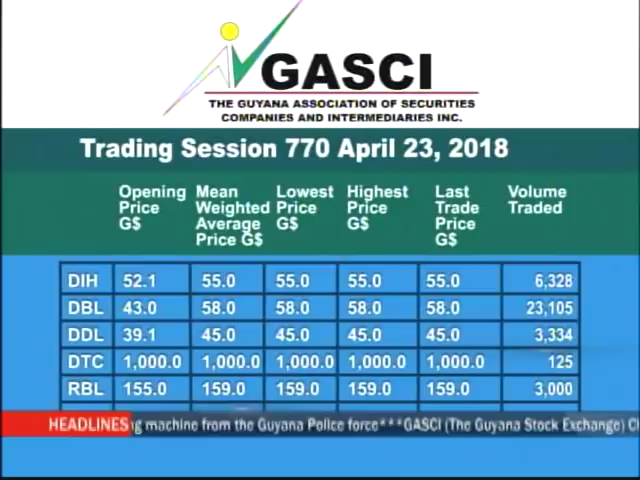 GASCI
THE GUYANA ASSOCIATION OF SECURITIES
COMPANIES AND INTERMEDIARIES INC.
Trading Session 770 April 23, 2018
Opening Price G$ Mean Weighted Average Price G$ Lowest Price G$ Highest Price G$ Last Trade Price G$ Volume Traded
DIH 52.1 55.0 55.0 55.0 55.0 6,328
DBL 43.0 58.0 58.0 58.0 58.0 23,105
DDL 39.1 45.0 45.0 45.0 45.0 3,334
DTC 1,000.0 1,000.0 1,000.0 1,000.0 1,000.0 125
RBL 155.0 159.0 159.0 159.0 159.0 3,000
HEADLINES machine from the Guyana Police force***GASCI (The Guyana Stock Exchange)